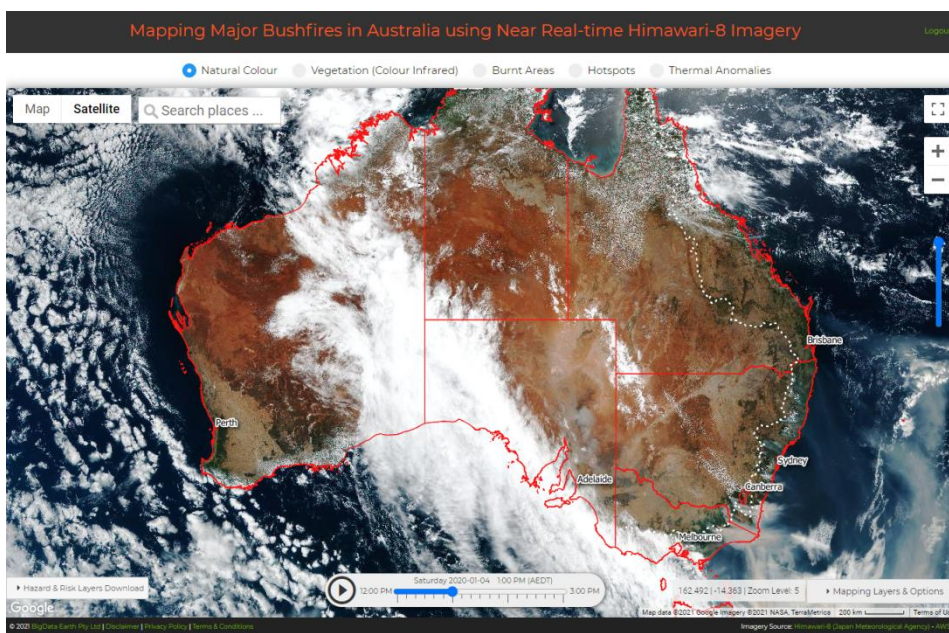 Mapping Major Bushfires in Australia using Near Real-time Himawari-8 Imagery
Logout
Natural Colour Vegetation (Colour Infrared) Burnt Areas Hotspots Thermal Anomalies
Map Satellite Search places ...
Brisbane
Perth
Sydney
Adelaide
Canberra
Melbourne
Saturday 2020-01-04 1:00 PM (AEDT)
12:00 PM 3:00 PM
Hazard & Risk Layers Download
162.492 | -14.363 | Zoom Level: 5
Mapping Layers & Options
Google
Map data ©2021 Google Imagery ©2021 NASA, TerraMetrics 200 km Terms of U
© 2021 BigData Earth Pty Ltd | Disclaimer | Privacy Policy | Terms & Conditions
Imagery Source: Himawari-8 (Japan Meteorological Agency) - AWS